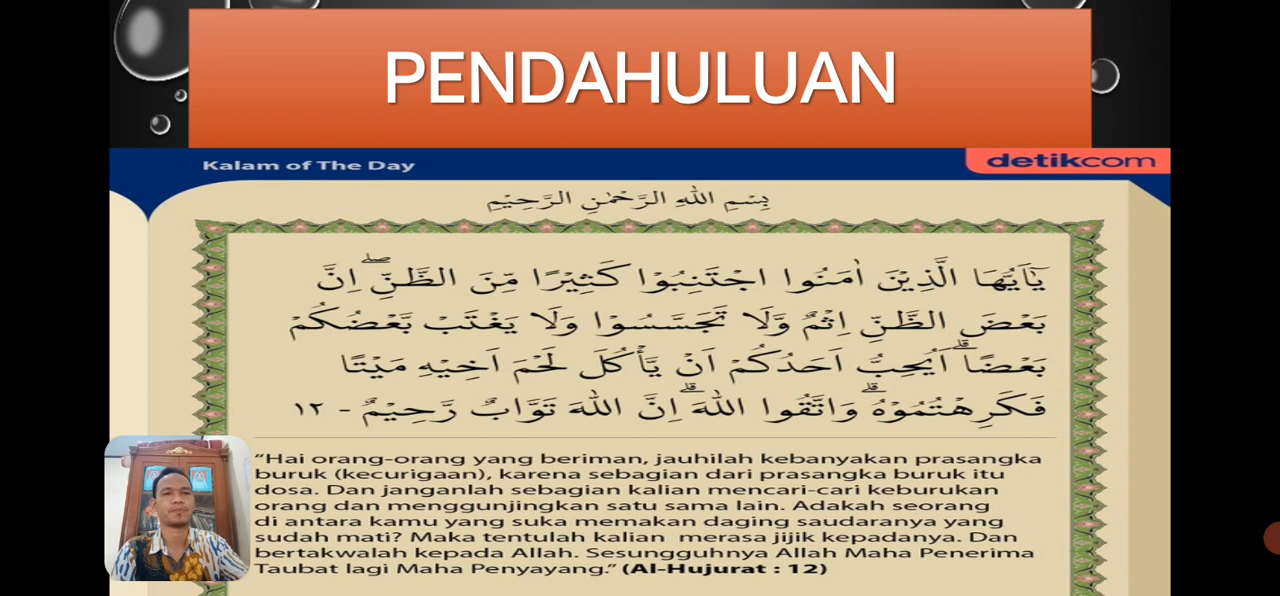 PENDAHULUAN
Kalam of The Day
detikcom
بِسْمِ اللّٰهِ الرَّحْمٰنِ الرَّحِيْمِ
يٰٓاَيُّهَا الَّذِيْنَ اٰمَنُوا اجْتَنِبُوْا كَثِيْرًا مِّنَ الظَّنِّۖ اِنَّ
بَعْضَ الظَّنِّ اِثْمٌ وَّلَا تَجَسَّسُوْا وَلَا يَغْتَبْ بَّعْضُكُمْ
بَعْضًاۗ اَيُحِبُّ اَحَدُكُمْ اَنْ يَّأْكُلَ لَحْمَ اَخِيْهِ مَيْتًا
فَكَرِهْتُمُوْهُۗ وَاتَّقُوا اللّٰهَ ۗاِنَّ اللّٰهَ تَوَّابٌ رَّحِيْمٌ - ١٢
“Hai orang-orang yang beriman, jauhilah kebanyakan prasangka
buruk (kecurigaan), karena sebagian dari prasangka buruk itu
dosa. Dan janganlah sebagian kalian mencari-cari keburukan
orang dan menggunjingkan satu sama lain. Adakah seorang
di antara kamu yang suka memakan daging saudaranya yang
sudah mati? Maka tentulah kalian merasa jijik kepadanya. Dan
bertakwalah kepada Allah. Sesungguhnya Allah Maha Penerima
Taubat lagi Maha Penyayang.” (Al-Hujurat : 12)